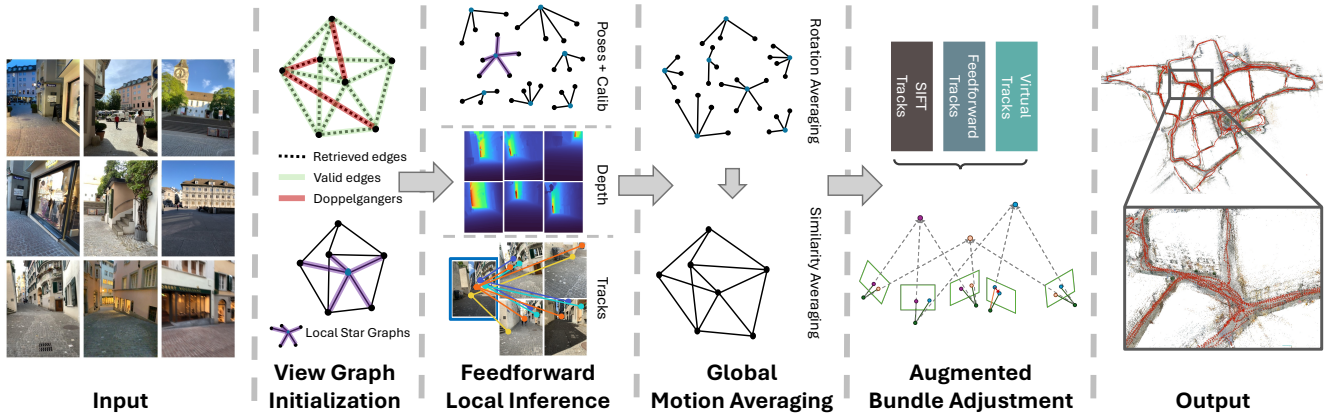 Retrieved edges
Valid edges
Doppelgangers
Local Star Graphs
Poses + Calib
Depth
Tracks
Rotation Averaging
Similarity Averaging
SIFT
Tracks
Feedforward
Tracks
Virtual
Tracks
Input
View Graph
Initialization
Feedforward
Local Inference
Global
Motion Averaging
Augmented
Bundle Adjustment
Output